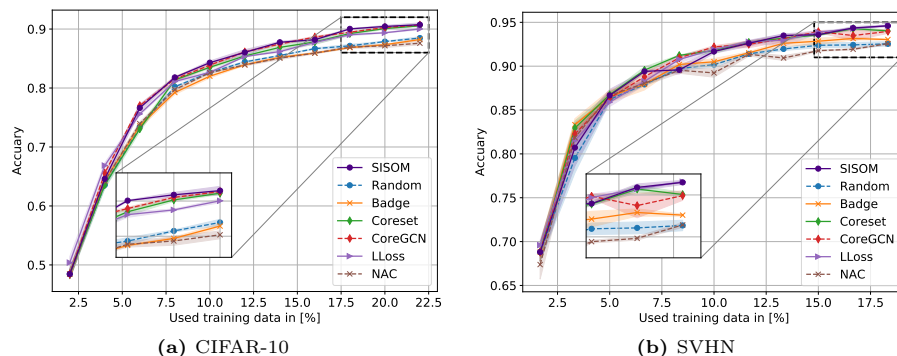 0.9
0.8
0.7
0.6
0.5
Accuary
2.5 5.0 7.5 10.0 12.5 15.0 17.5 20.0 22.5
Used training data in [%]
SISOM
Random
Badge
Coreset
CoreGCN
LLoss
NAC
(a) CIFAR-10
0.95
0.90
0.85
0.80
0.75
0.70
0.65
Accuary
2.5 5.0 7.5 10.0 12.5 15.0 17.5
Used training data in [%]
SISOM
Random
Badge
Coreset
CoreGCN
LLoss
NAC
(b) SVHN